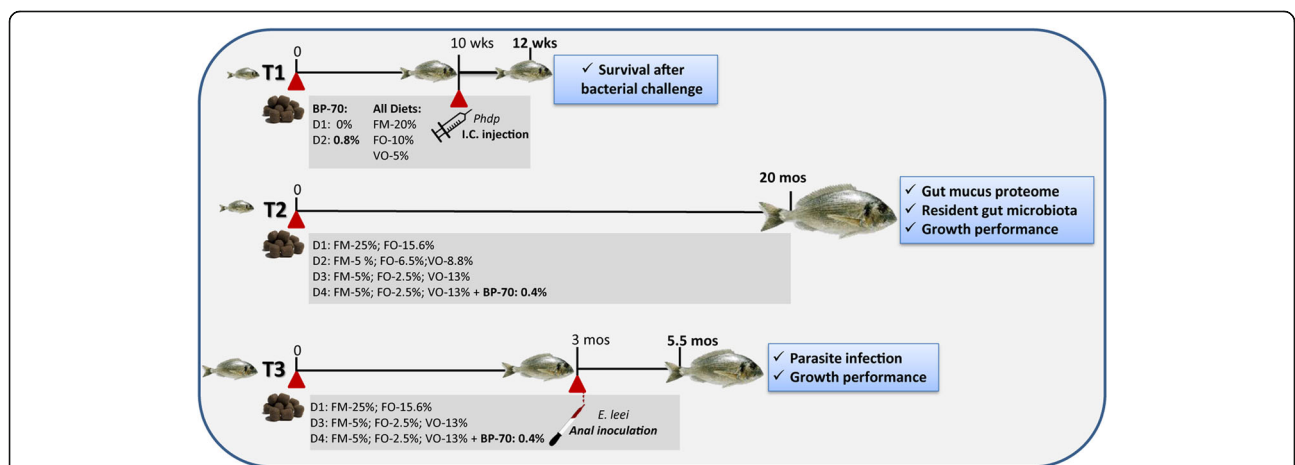 0
10 wks
12 wks
T1
✓ Survival after
bacterial challenge
BP-70:
D1: 0%
D2: 0.8%
All Diets:
FM-20%
FO-10%
VO-5%
Phdp
I.C. injection
0
20 mos
T2
✓ Gut mucus proteome
✓ Resident gut microbiota
✓ Growth performance
D1: FM-25%; FO-15.6%
D2: FM-5 %; FO-6.5%;VO-8.8%
D3: FM-5%; FO-2.5%; VO-13%
D4: FM-5%; FO-2.5%; VO-13% + BP-70: 0.4%
0
3 mos
5.5 mos
T3
✓ Parasite infection
✓ Growth performance
D1: FM-25%; FO-15.6%
D3: FM-5%; FO-2.5%; VO-13%
D4: FM-5%; FO-2.5%; VO-13% + BP-70: 0.4%
E. leei
Anal inoculation